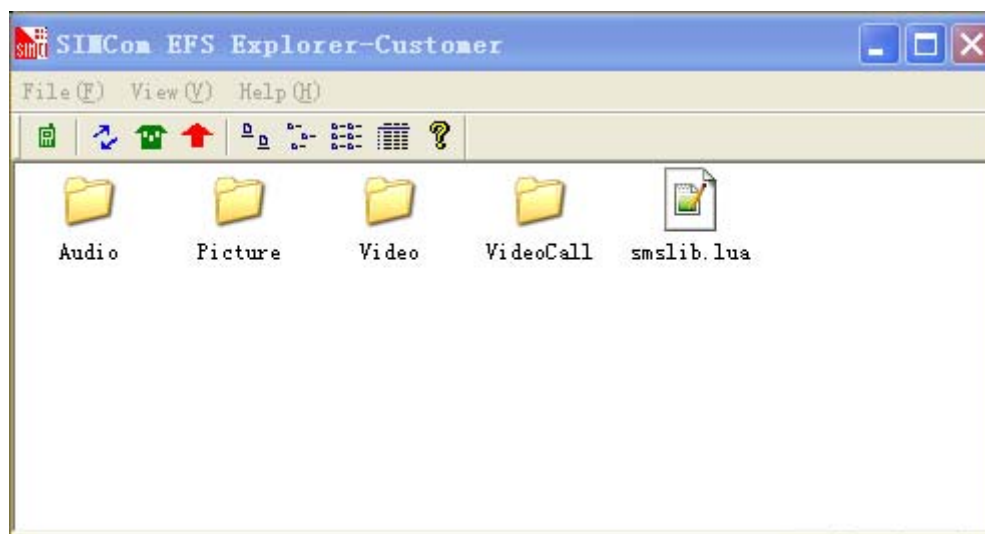 SIMCom EFS Explorer-Customer
File(F) View(V) Help(H)
Audio Picture Video VideoCall smslib.lua